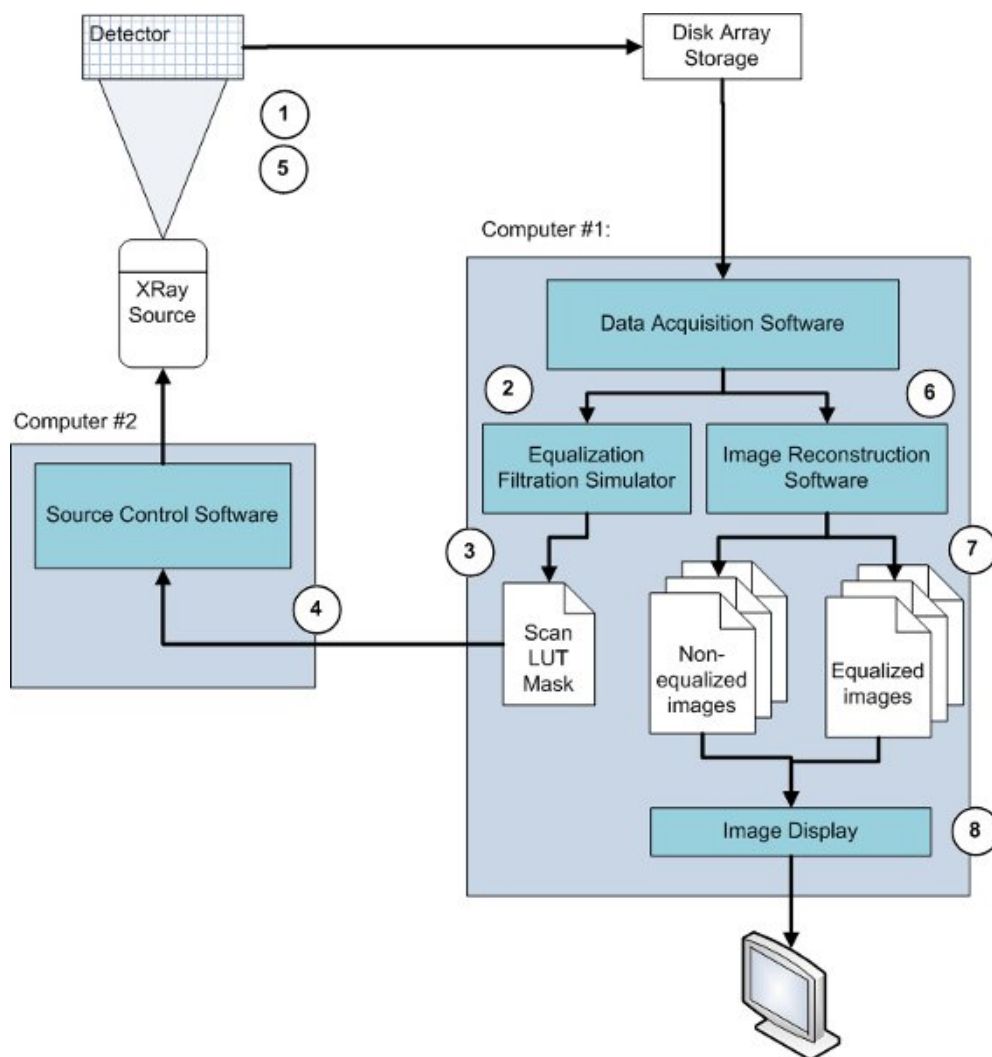 Detector
Disk Array
Storage
1
5
Computer #1:
XRay
Source
Data Acquisition Software
2
6
Computer #2
Equalization
Filtration Simulator
Image Reconstruction
Software
Source Control Software
3
7
4
Scan
LUT
Mask
Non-
equalized
images
Equalized
images
Image Display
8